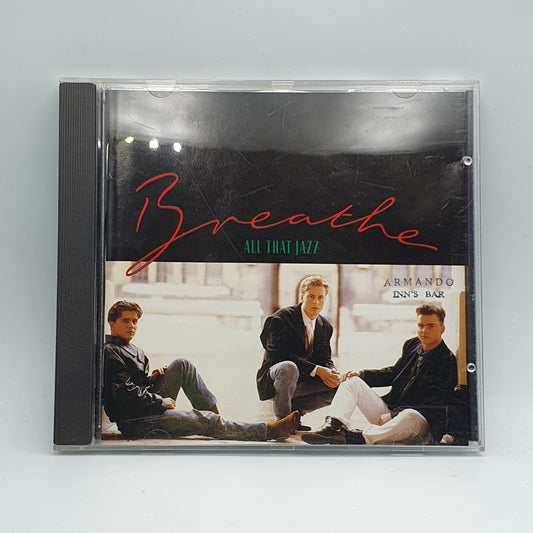 Breathe
ALL THAT JAZZ
ARMANDO
INN'S BAR